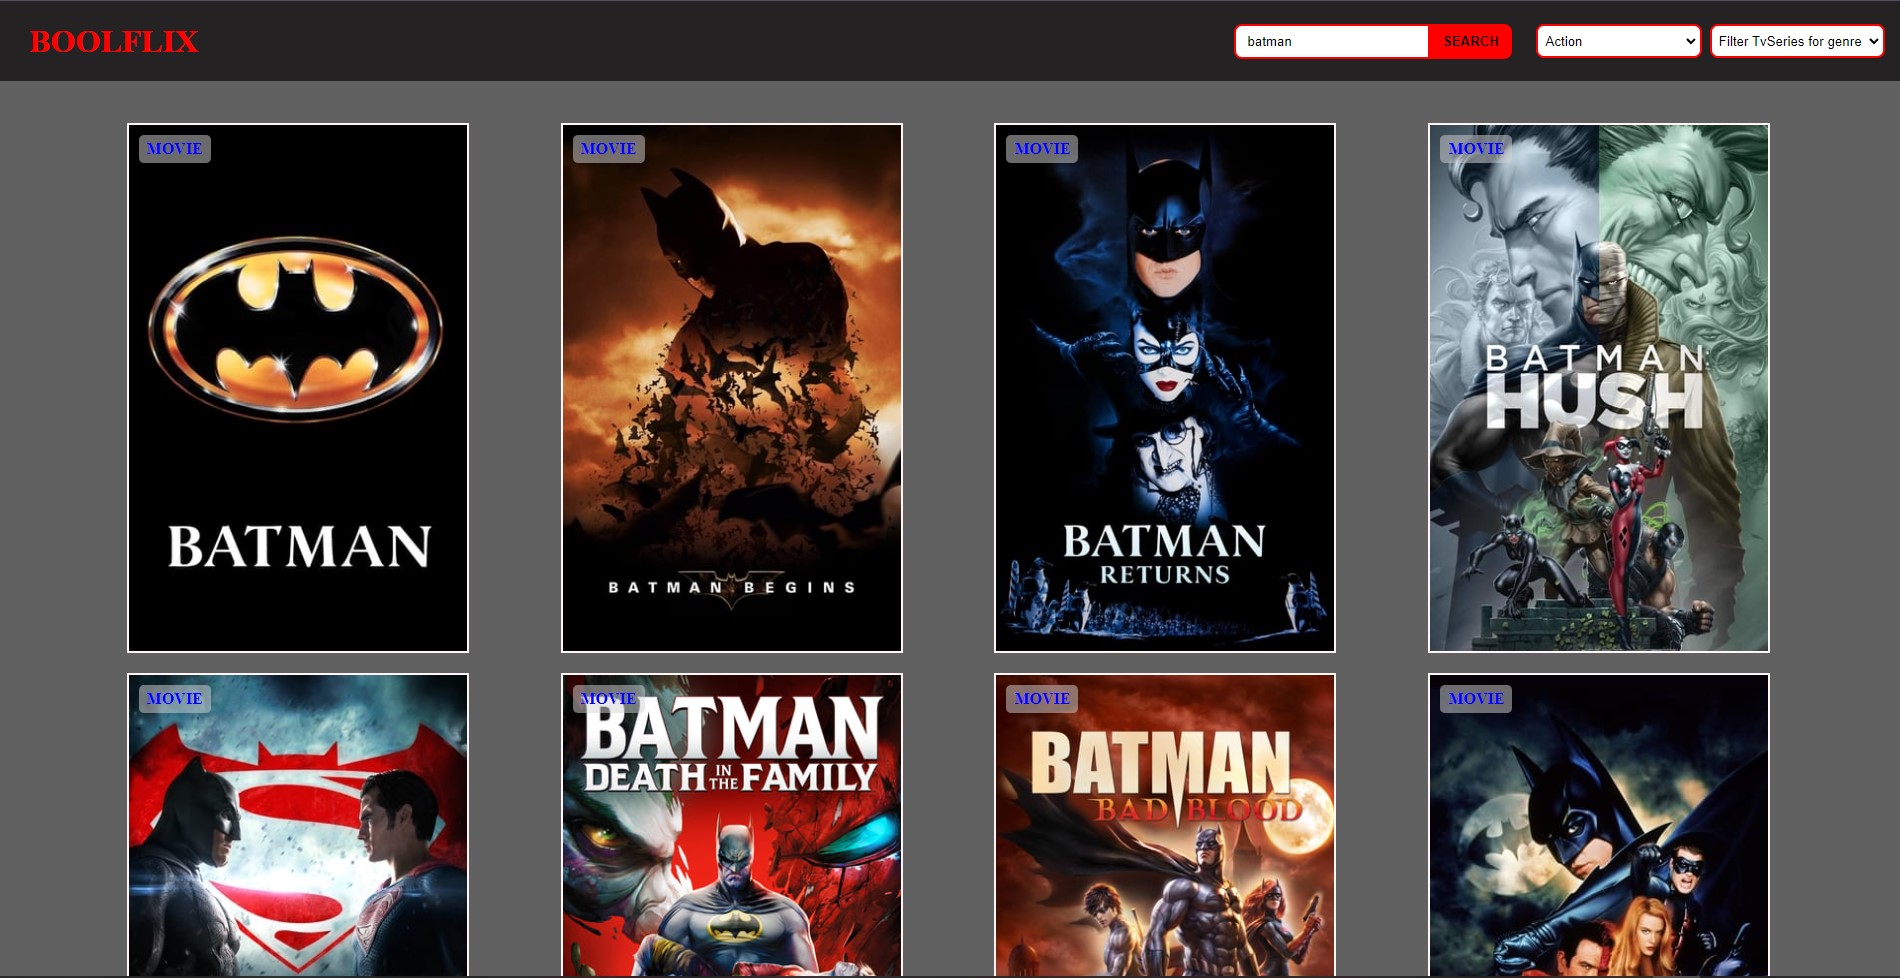 BOOLFLIX
batman
SEARCH
Action
Filter TvSeries for genre
MOVIE
BATMAN
MOVIE
BATMAN BEGINS
MOVIE
BATMAN
RETURNS
MOVIE
BATMAN
HUSH
MOVIE
MOVIE
BATMAN
DEATH IN THE FAMILY
MOVIE
BATMAN
BAD BLOOD
MOVIE